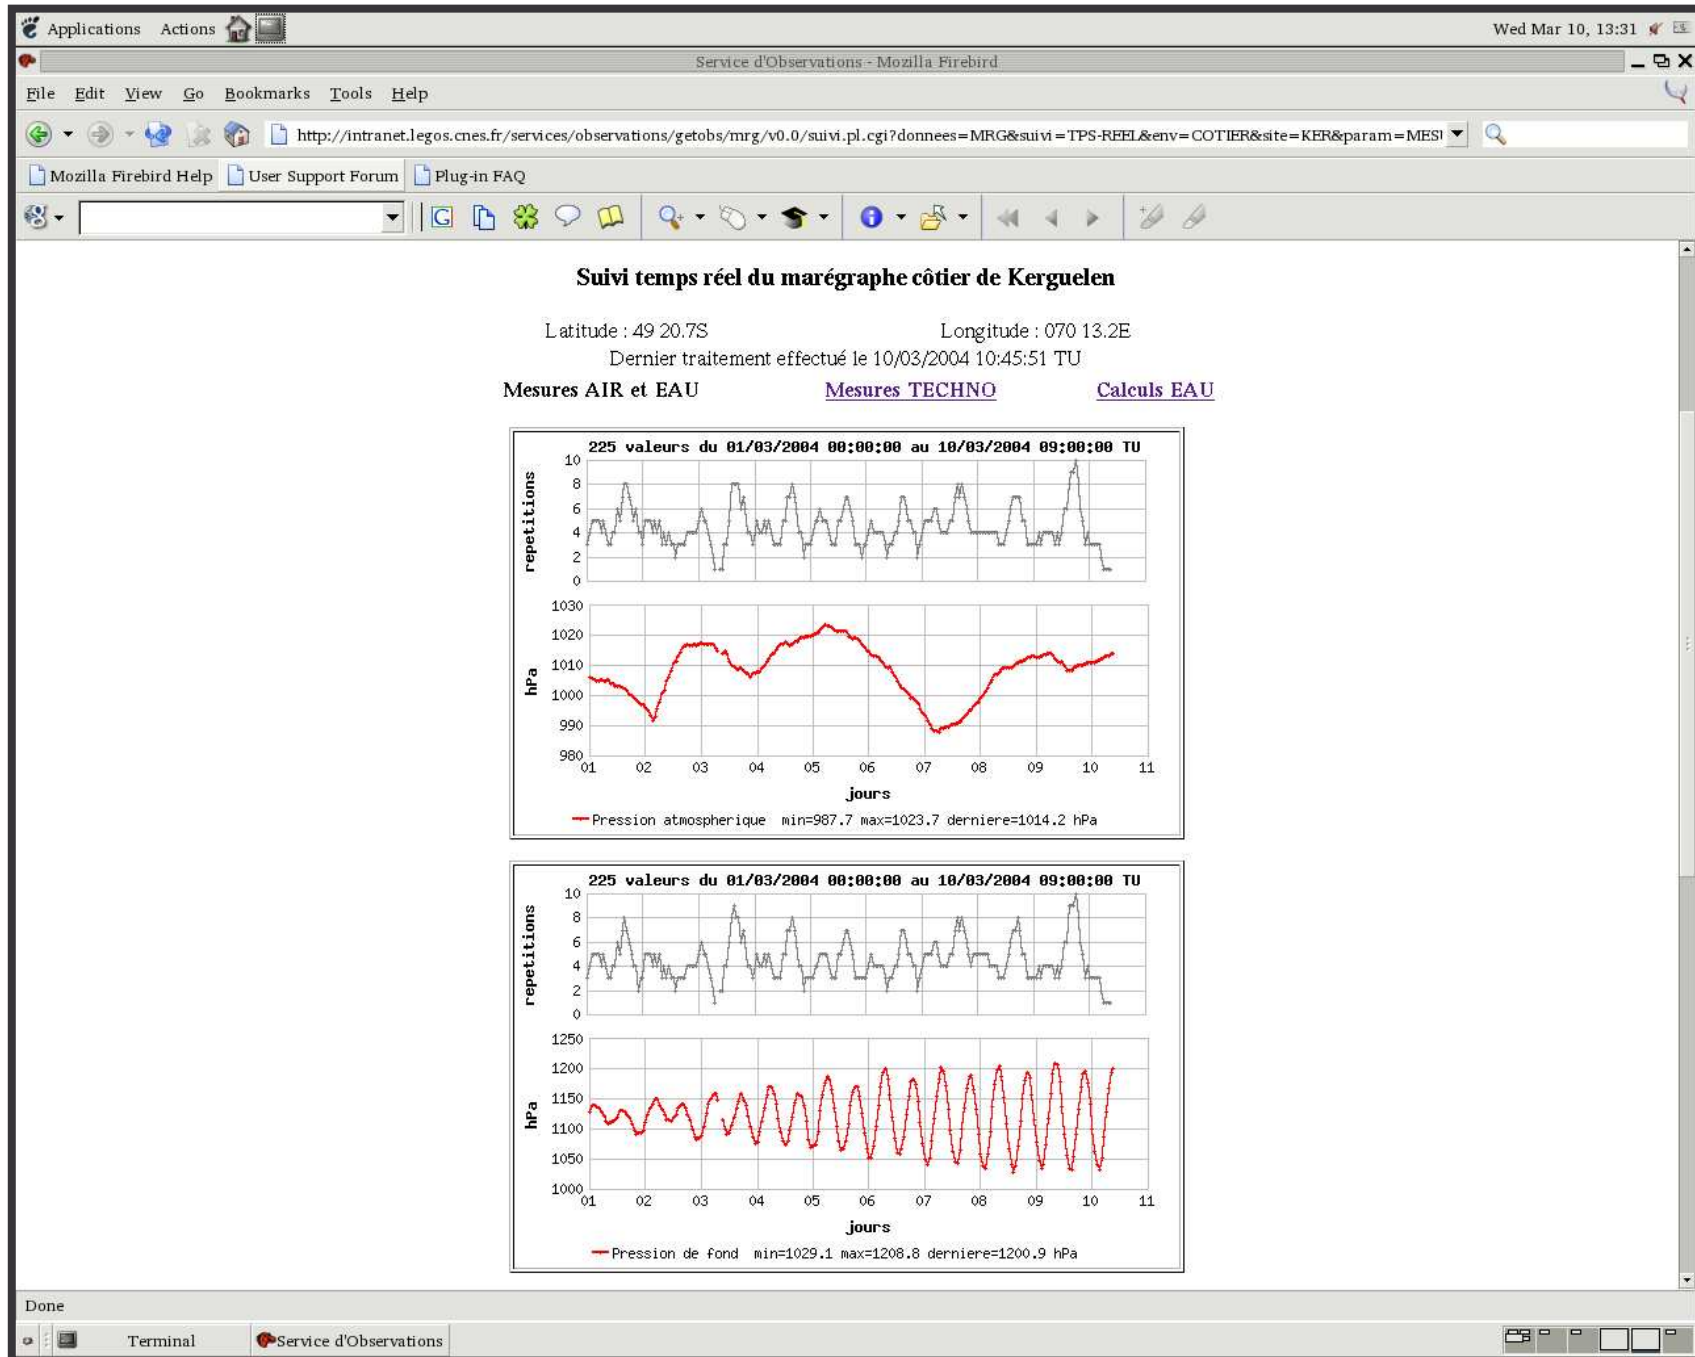 Applications Actions Wed Mar 10, 13:31
Service d'Observations - Mozilla Firebird
File Edit View Go Bookmarks Tools Help
http://intranet.legos.cnes.fr/services/observations/getobs/mrg/v0.0/suivi.pl.cgi?donnees=MRG&suivi=TPS-REEL&env=COTIER&site=KER&param=MESU
Mozilla Firebird Help User Support Forum Plug-in FAQ
Suivi temps réel du marégraphe côtier de Kerguelen
Latitude : 49 20.7S Longitude : 070 13.2E
Dernier traitement effectué le 10/03/2004 10:45:51 TU
Mesures AIR et EAU Mesures TECHNO Calculs EAU
225 valeurs du 01/03/2004 00:00:00 au 10/03/2004 09:00:00 TU
repetitions
10
8
6
4
2
0
hPa
1030
1020
1010
1000
990
980
01 02 03 04 05 06 07 08 09 10 11
jours
Pression atmospherique min=987.7 max=1023.7 derniere=1014.2 hPa
225 valeurs du 01/03/2004 00:00:00 au 10/03/2004 09:00:00 TU
repetitions
10
8
6
4
2
0
hPa
1250
1200
1150
1100
1050
1000
01 02 03 04 05 06 07 08 09 10 11
jours
Pression de fond min=1029.1 max=1208.8 derniere=1200.9 hPa
Done
Terminal Service d'Observations